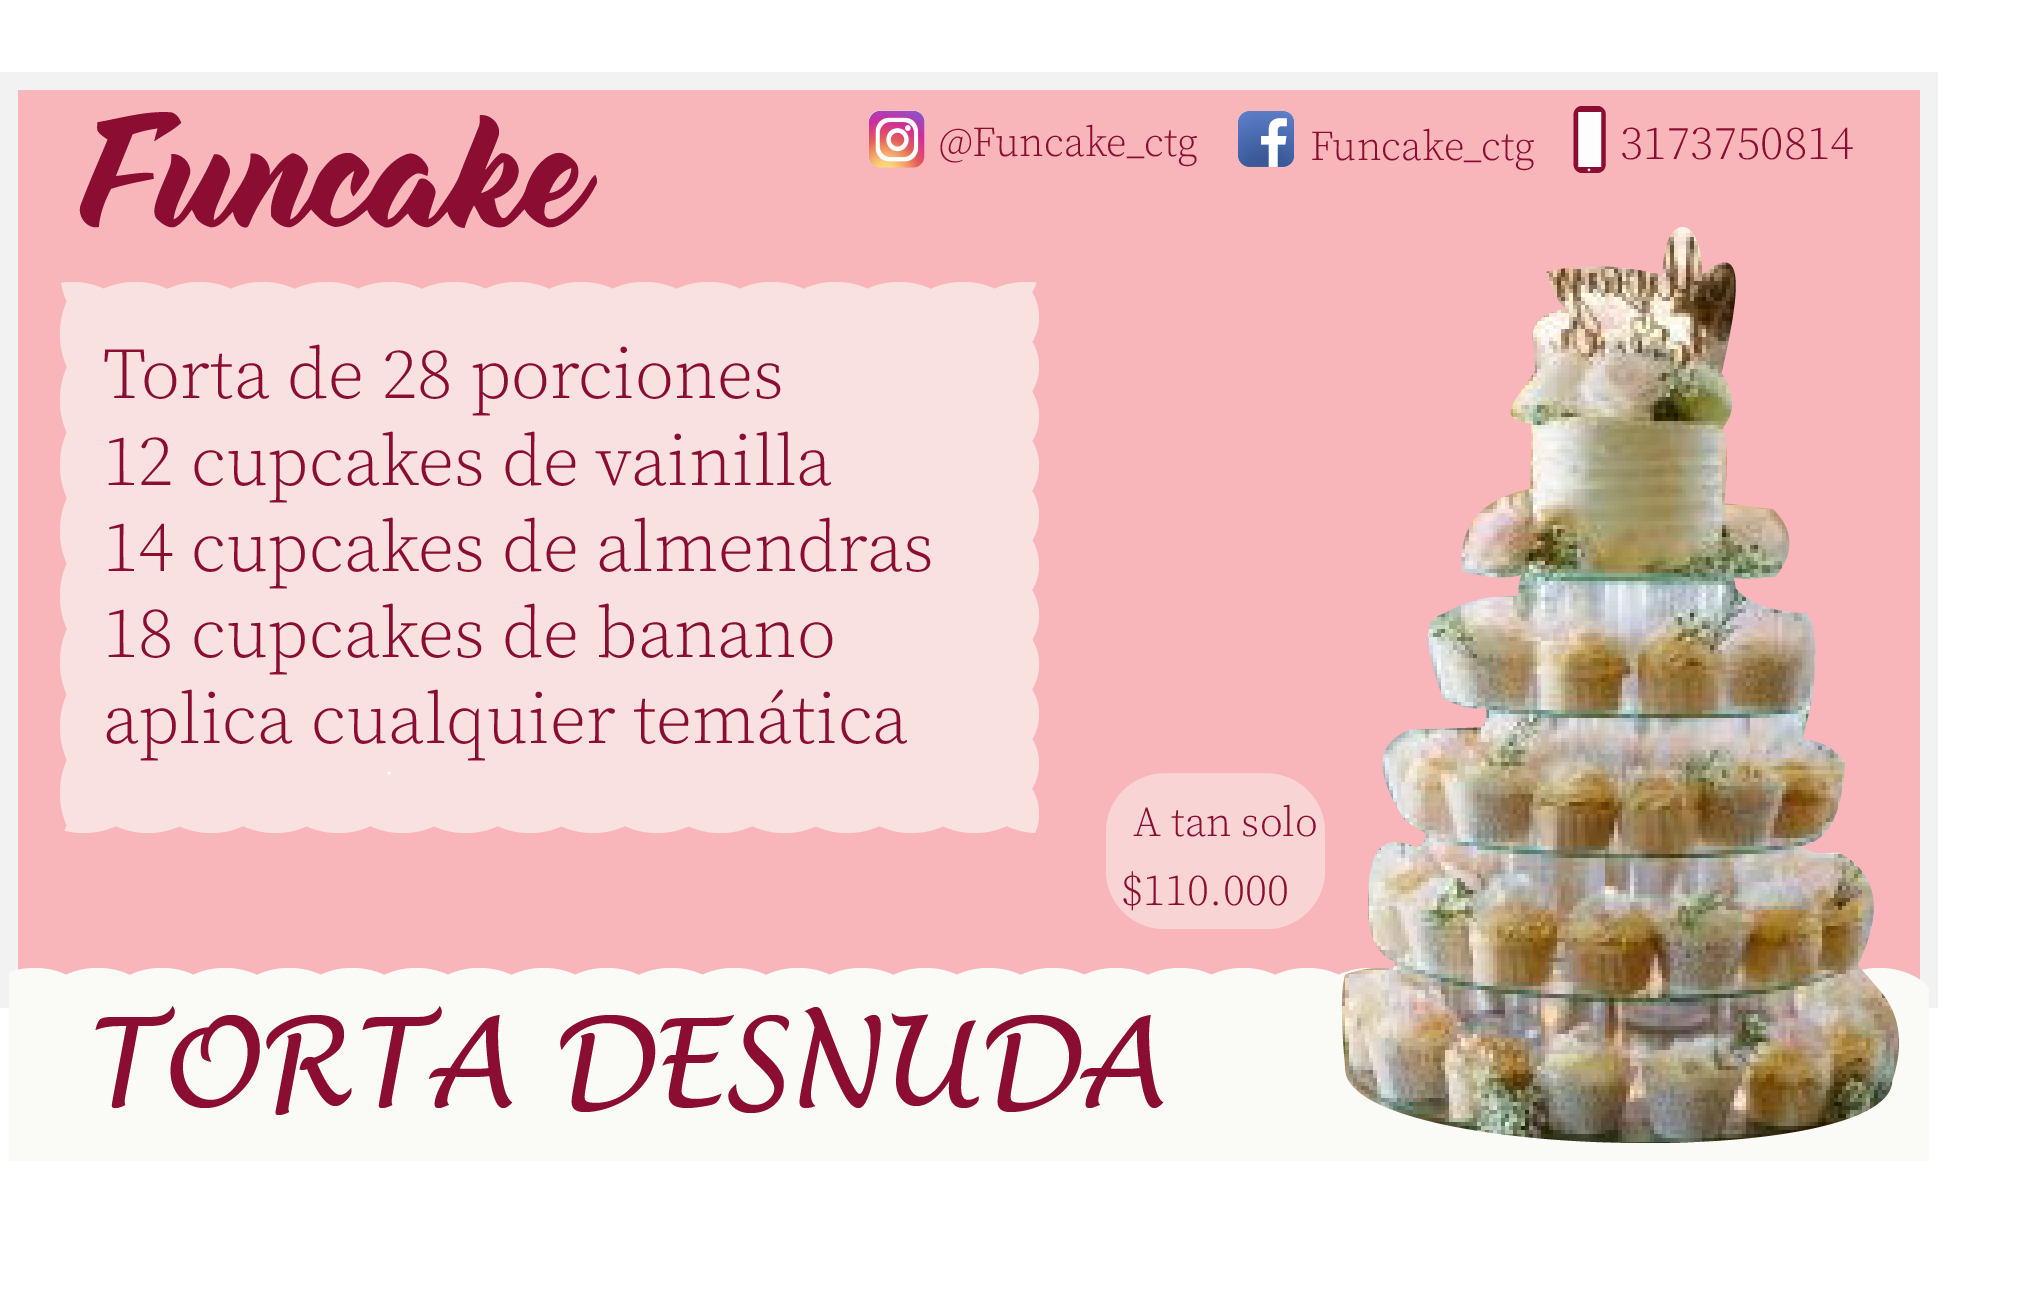 Funcake
@Funcake_ctg
Funcake_ctg
3173750814
Torta de 28 porciones
12 cupcakes de vainilla
14 cupcakes de almendras
18 cupcakes de banano
aplica cualquier temática
A tan solo
$110.000
TORTA DESNUDA